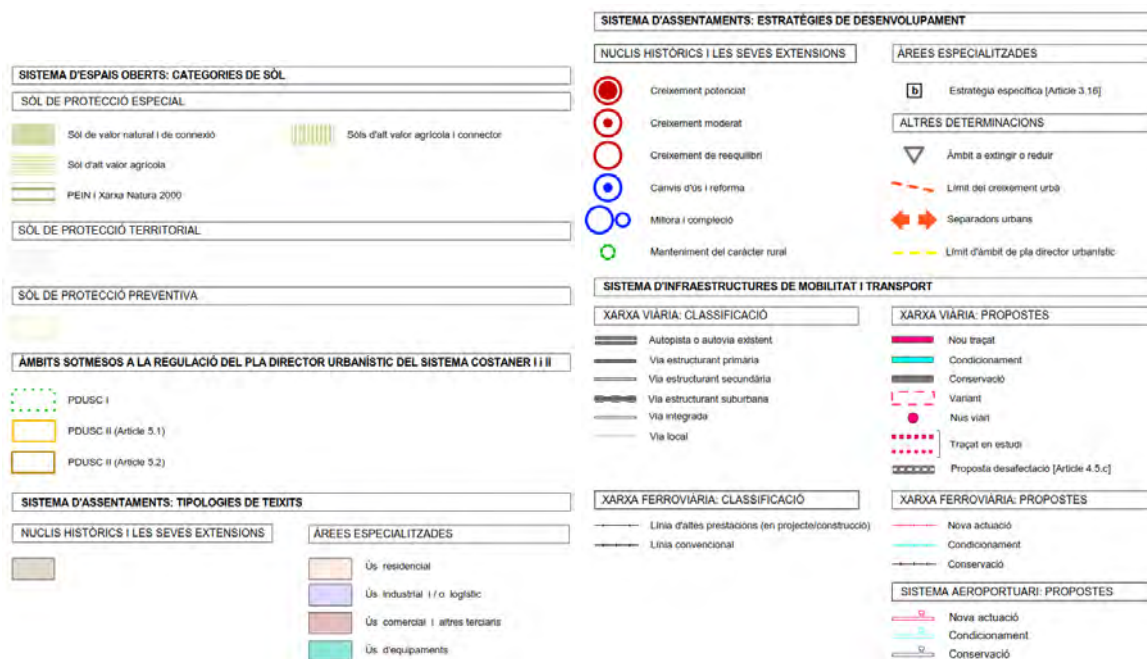 SISTEMA D'ESPAIS OBERTS: CATEGORIES DE SÒL
SÒL DE PROTECCIÓ ESPECIAL
Sòl de valor natural i de connexió
Sòls d'alt valor agrícola i connector
Sòl d'alt valor agrícola
PEIN i Xarxa Natura 2000
SÒL DE PROTECCIÓ TERRITORIAL
SÒL DE PROTECCIÓ PREVENTIVA
ÀMBITS SOTMESOS A LA REGULACIÓ DEL PLA DIRECTOR URBANÍSTIC DEL SISTEMA COSTANER I i II
PDUSC I
PDUSC II (Article 5.1)
PDUSC II (Article 5.2)
SISTEMA D'ASSENTAMENTS: TIPOLOGIES DE TEIXITS
NUCLIS HISTÒRICS I LES SEVES EXTENSIONS
ÀREES ESPECIALITZADES
Ús residencial
Ús industrial i / o logístic
Ús comercial i altres terciaris
Ús d'equipaments
SISTEMA D'ASSENTAMENTS: ESTRATÈGIES DE DESENVOLUPAMENT
NUCLIS HISTÒRICS I LES SEVES EXTENSIONS
Creixement potenciat
Creixement moderat
Creixement de reequilibri
Canvis d'ús i reforma
Millora i compleció
Manteniment del caràcter rural
ÀREES ESPECIALITZADES
b
Estratègia específica [Article 3.16]
ALTRES DETERMINACIONS
Àmbit a extingir o reduir
Límit del creixement urbà
Separadors urbans
Límit d'àmbit de pla director urbanístic
SISTEMA D'INFRAESTRUCTURES DE MOBILITAT I TRANSPORT
XARXA VIÀRIA: CLASSIFICACIÓ
Autopista o autovia existent
Via estructurant primària
Via estructurant secundària
Via estructurant suburbana
Via integrada
Via local
XARXA VIÀRIA: PROPOSTES
Nou traçat
Condicionament
Conservació
Variant
Nus viari
Traçat en estudi
Proposta desafectació [Article 4.5.c]
XARXA FERROVIÀRIA: CLASSIFICACIÓ
Línia d'altes prestacions (en projecte/construcció)
Línia convencional
XARXA FERROVIÀRIA: PROPOSTES
Nova actuació
Condicionament
Conservació
SISTEMA AEROPORTUARI: PROPOSTES
Nova actuació
Condicionament
Conservació